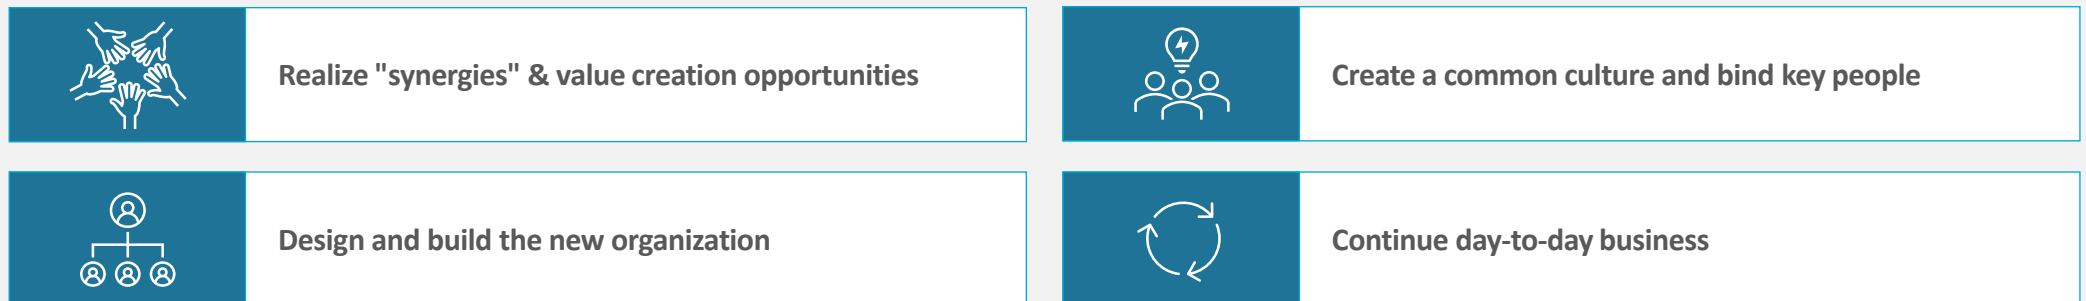 Realize "synergies" & value creation opportunities
Create a common culture and bind key people
Design and build the new organization
Continue day-to-day business